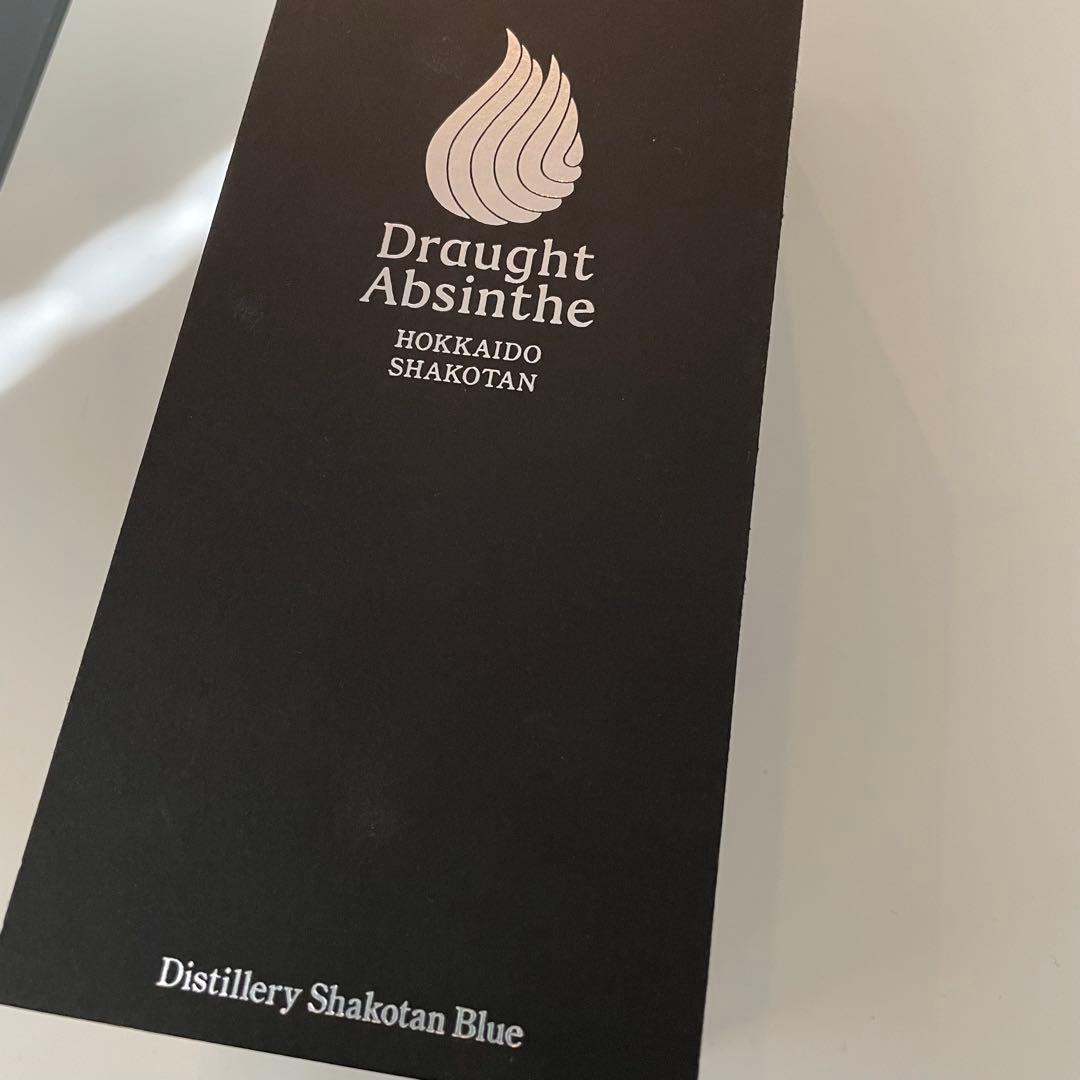 Draught
Absinthe
HOKKAIDO
SHAKOTAN
Distillery Shakotan Blue